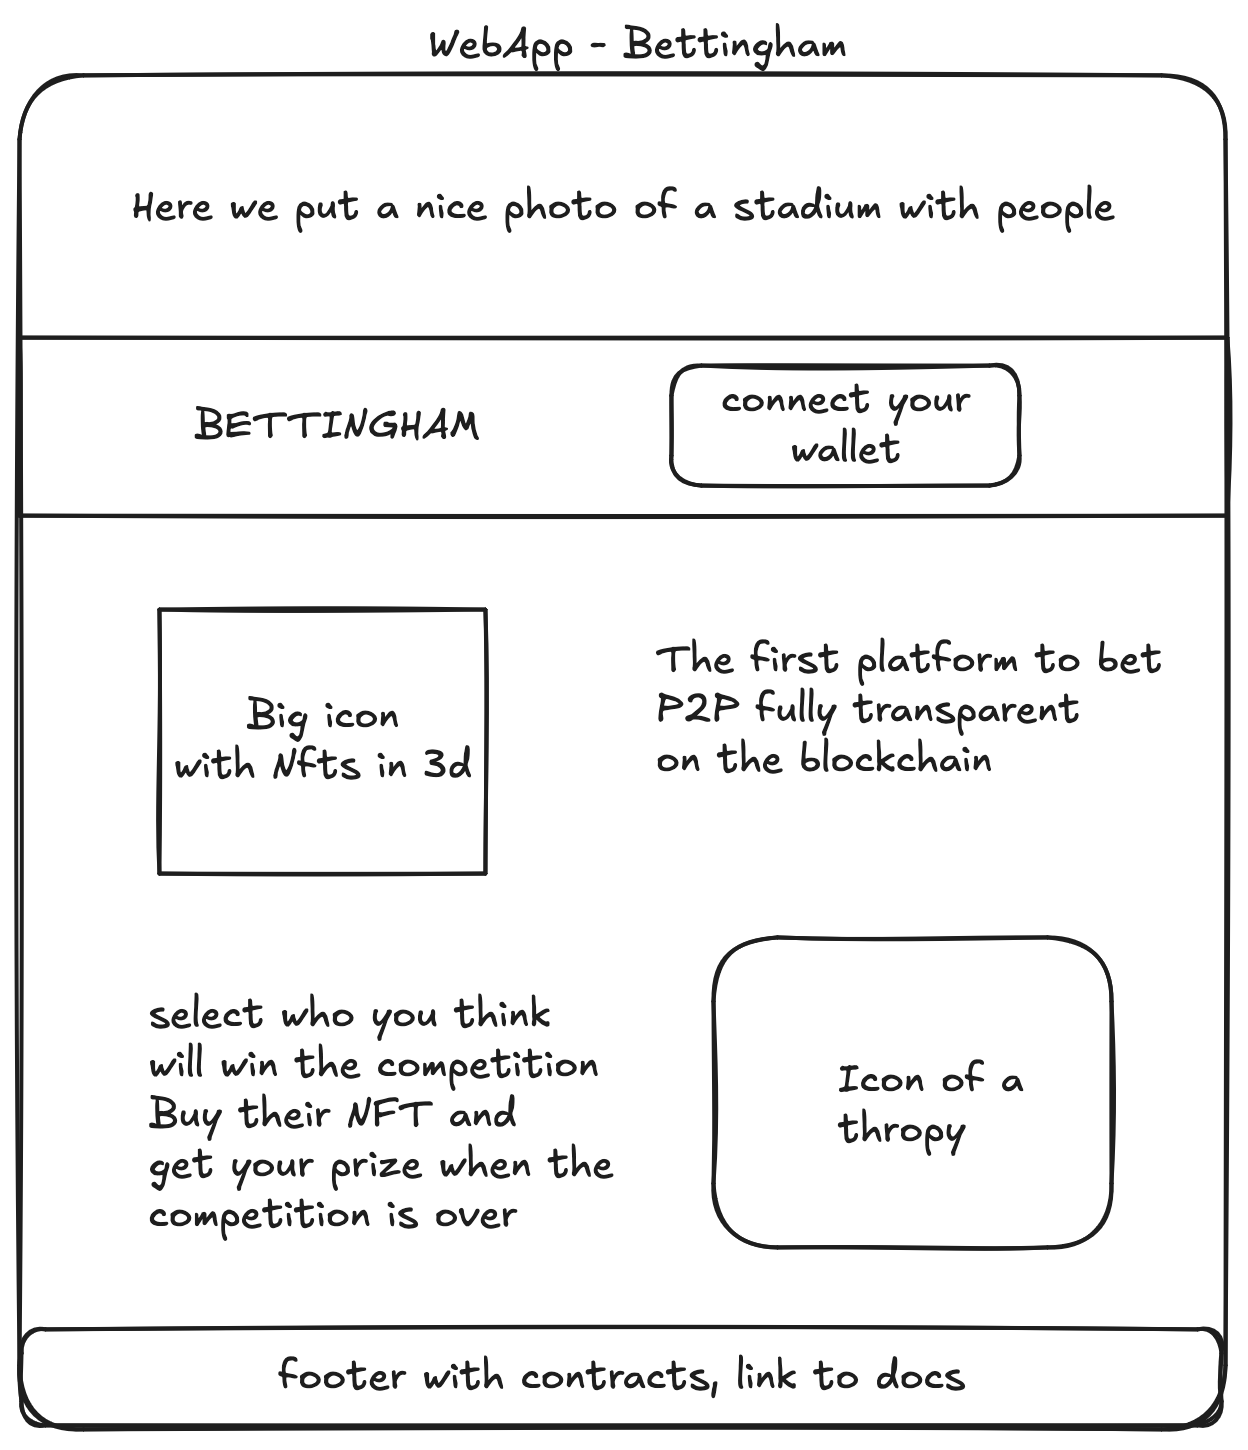 WebApp - Bettingham
Here we put a nice photo of a stadium with people
BETTINGHAM
connect your
wallet
Big icon
with Nfts in 3d
The first platform to bet
P2P fully transparent
on the blockchain
select who you think
will win the competition
Buy their NFT and
get your prize when the
competition is over
Icon of a
thropy
footer with contracts, link to docs